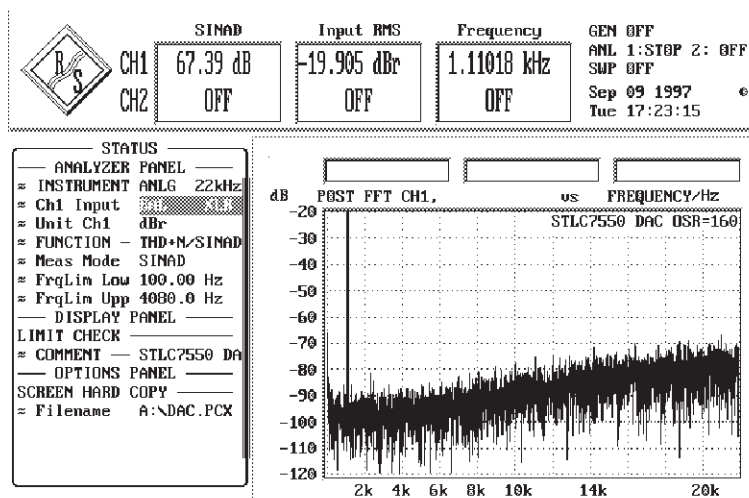 SINAD Input RMS Frequency
R S
CH1 67.39 dB -19.905 dBr 1.11018 kHz
CH2 OFF OFF OFF
GEN OFF
ANL 1:STOP 2: OFF
SWP OFF
Sep 09 1997
Tue 17:23:15
STATUS
ANALYZER PANEL
≈ INSTRUMENT ANLG 22kHz
≈ Ch1 Input
≈ Unit Ch1 dBr
≈ FUNCTION - THD+N/SINAD
≈ Meas Mode SINAD
≈ FrqLim Low 100.00 Hz
≈ FrqLim Upp 4080.0 Hz
DISPLAY PANEL
LIMIT CHECK
≈ COMMENT — STLC7550 DA
OPTIONS PANEL
SCREEN HARD COPY
≈ Filename A:\DAC.PCX
dB POST FFT CH1, vs FREQUENCY/Hz
STLC7550 DAC OSR=160
-20
-30
-40
-50
-60
-70
-80
-90
-100
-110
-120
2k 4k 6k 8k 10k 14k 20k